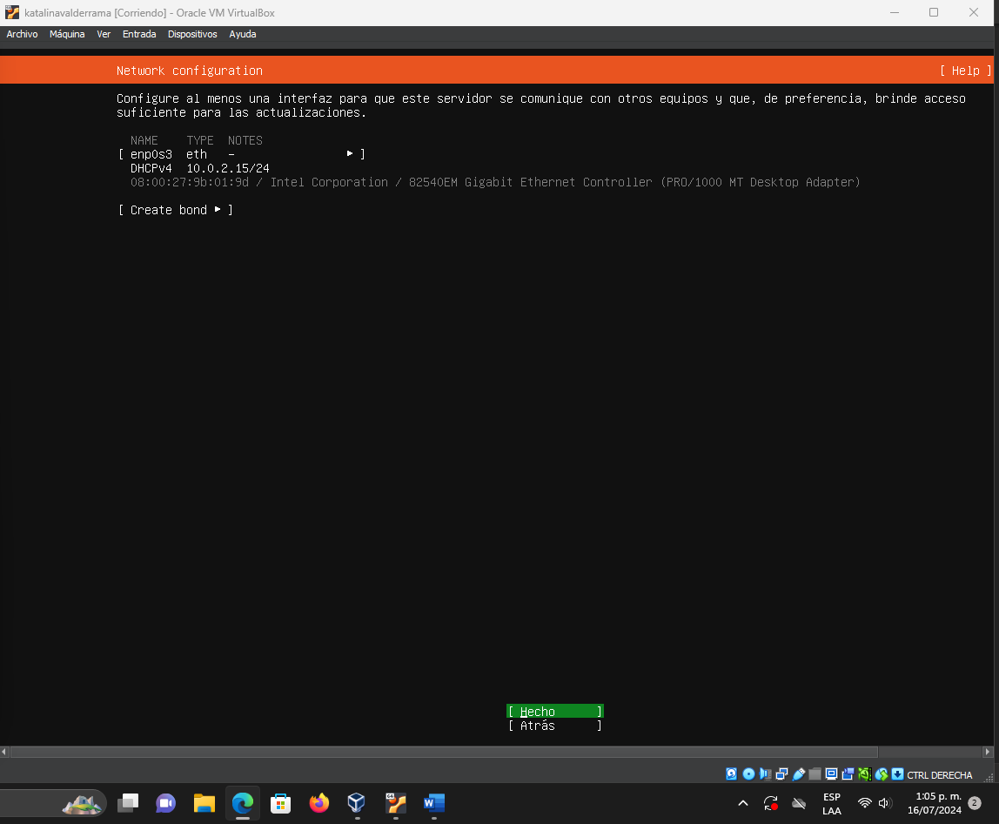 katalinavalderrama [Corriendo] - Oracle VM VirtualBox
Archivo Máquina Ver Entrada Dispositivos Ayuda
Network configuration [ Help ]
Configure al menos una interfaz para que este servidor se comunique con otros equipos y que, de preferencia, brinde acceso
suficiente para las actualizaciones.
NAME TYPE NOTES
[ enp0s3 eth - ▸ ]
DHCPv4 10.0.2.15/24
08:00:27:9b:01:9d / Intel Corporation / 82540EM Gigabit Ethernet Controller (PRO/1000 MT Desktop Adapter)
[ Create bond ▸ ]
[ Hecho ]
[ Atrás ]
CTRL DERECHA
ESP
LAA
1:05 p. m.
16/07/2024
2